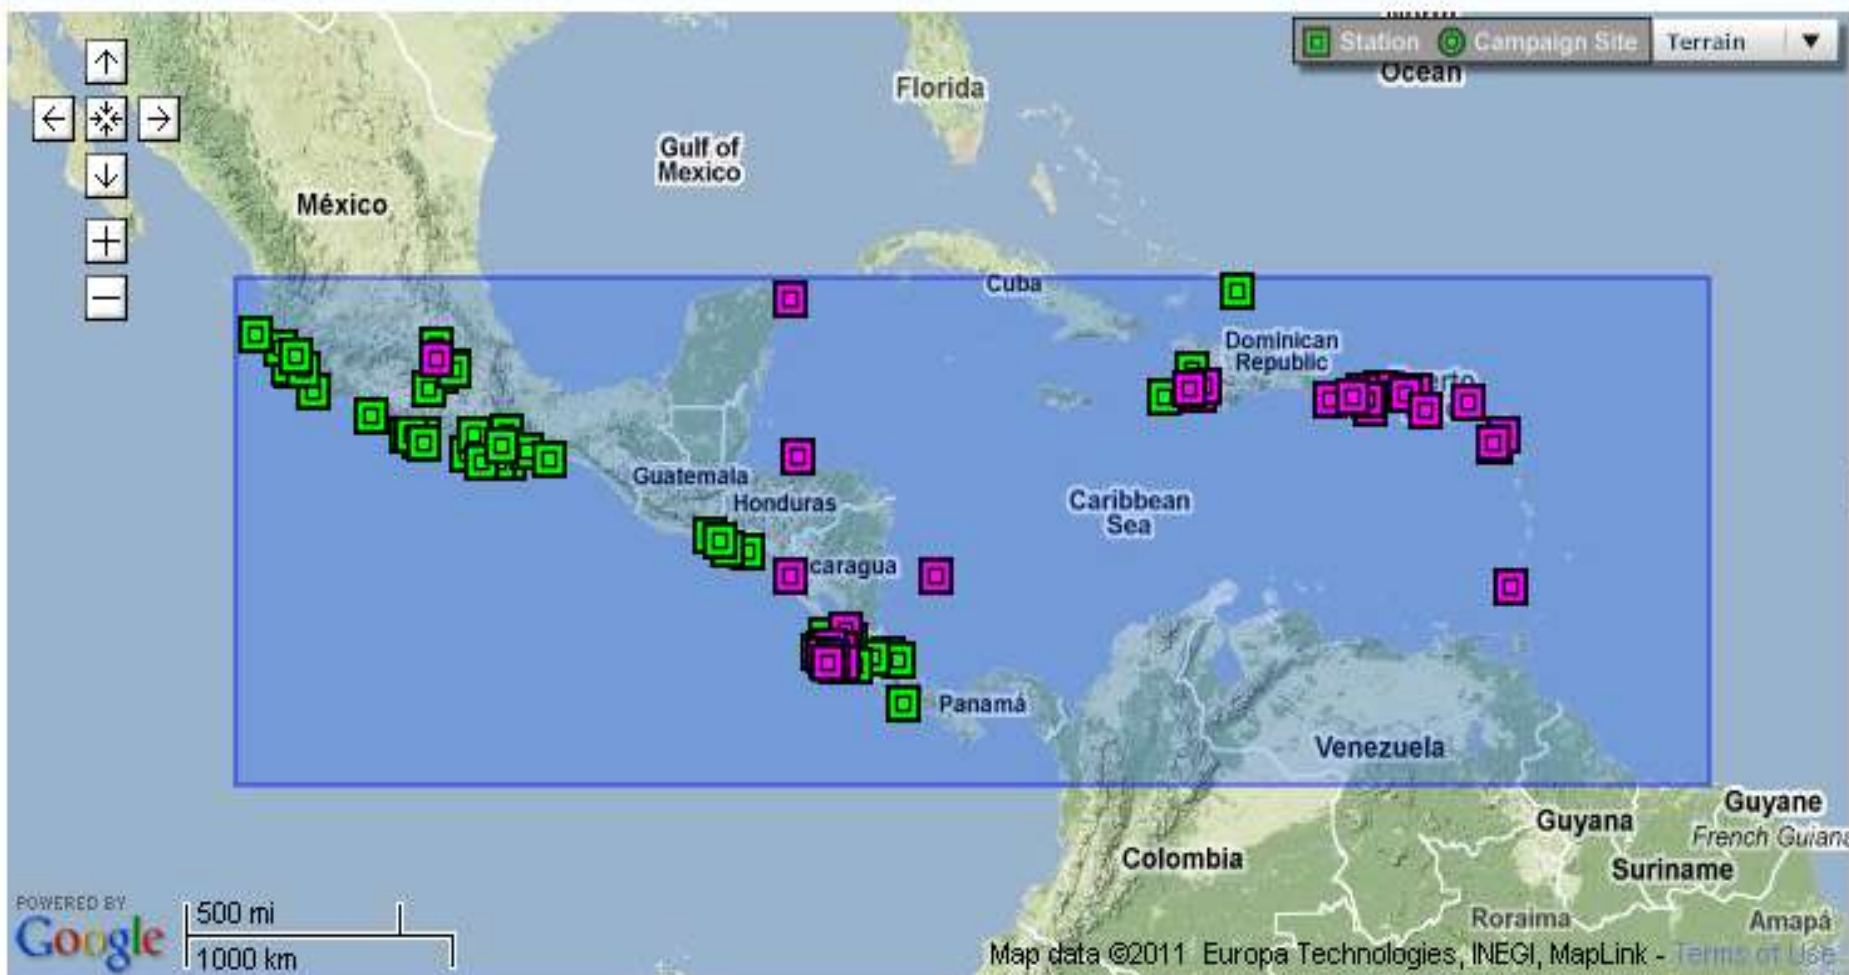 Station Campaign Site Terrain
Ocean
Florida
Gulf of
Mexico
México
Cuba
Dominican
Republic
Guatemala
Honduras
Caribbean
Sea
caragua
Panamá
Venezuela
Guyane
French Guiana
Guyana
Colombia
Suriname
Roraima
Amapá
POWERED BY
Google
500 mi
1000 km
Map data ©2011 Europa Technologies, INEGI, MapLink - Terms of Use